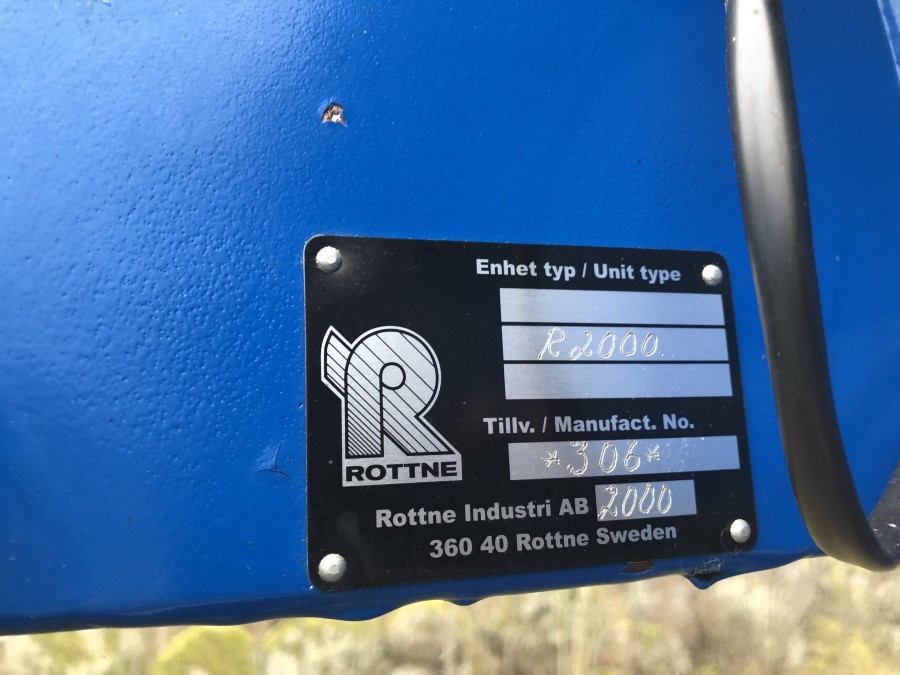 Enhet typ / Unit type
R2000.
ROTTNE
Tillv. / Manufact. No.
*306*
Rottne Industri AB 2000
360 40 Rottne Sweden